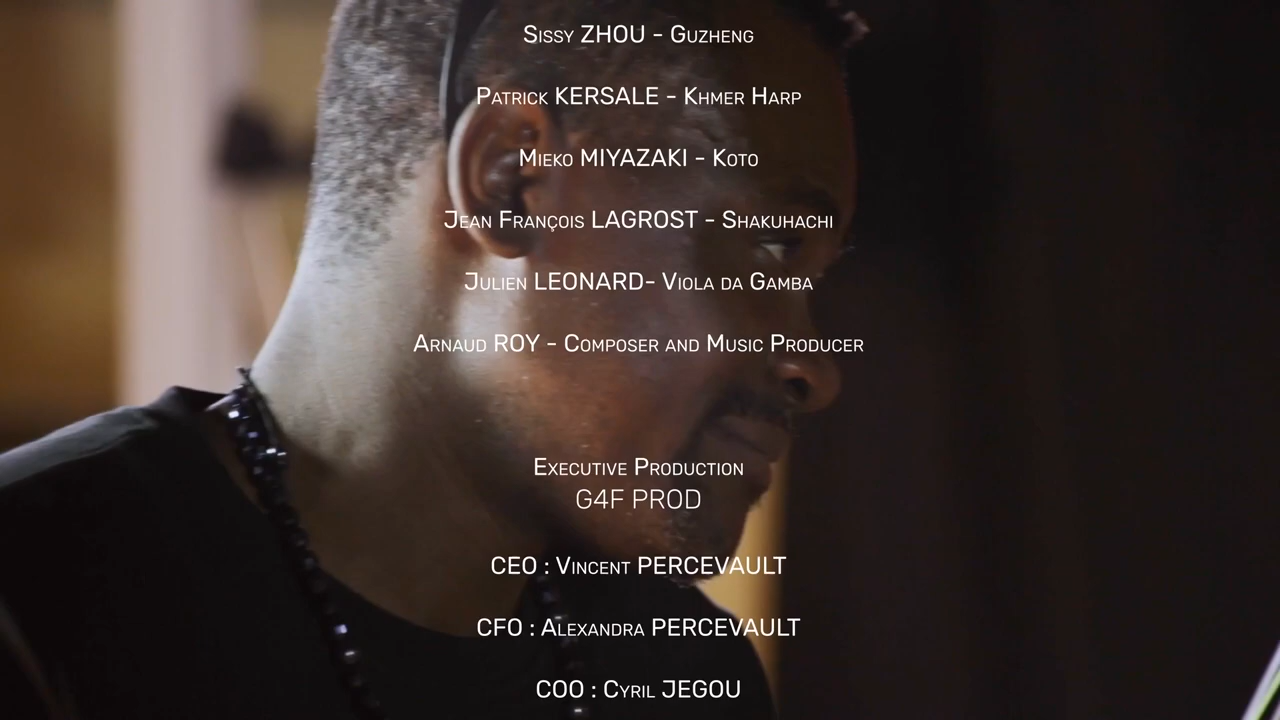 Sissy ZHOU - Guzheng
Patrick KERSALE - Khmer Harp
Mieko MIYAZAKI - Koto
Jean François LAGROST - Shakuhachi
Julien LEONARD- Viola da Gamba
Arnaud ROY - Composer and Music Producer
Executive Production
G4F PROD
CEO : Vincent PERCEVAULT
CFO : Alexandra PERCEVAULT
COO : Cyril JEGOU